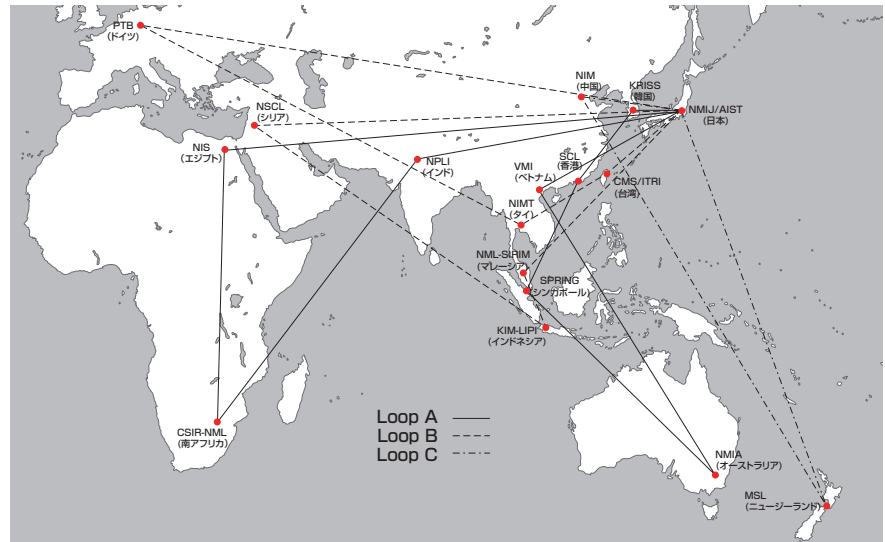 PTB
(ドイツ)
NSCL
(シリア)
NIS
(エジプト)
NPLI
(インド)
NIM
(中国)
KRISS
(韓国)
NMIJ/AIST
(日本)
VMI
(ベトナム)
SCL
(香港)
CMS/ITRI
(台湾)
NIMT
(タイ)
NML-SIRIM
(マレーシア)
SPRING
(シンガポール)
KIM-LIPI
(インドネシア)
CSIR-NML
(南アフリカ)
Loop A
Loop B
Loop C
NMIA
(オーストラリア)
MSL
(ニュージーランド)